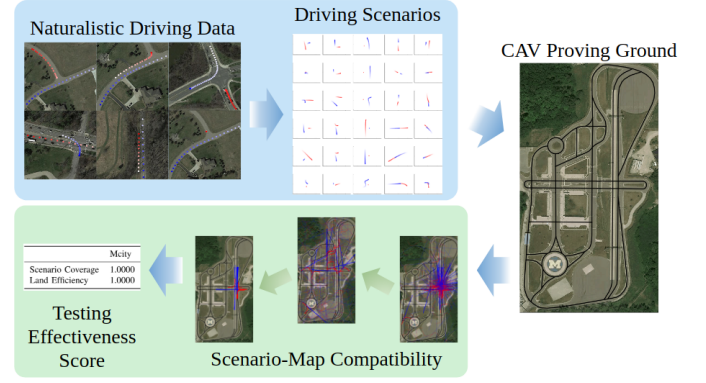 Naturalistic Driving Data
Driving Scenarios
CAV Proving Ground
Mcity
Scenario Coverage 1.0000
Land Efficiency 1.0000
Testing
Effectiveness
Score
Scenario-Map Compatibility
M
M
M